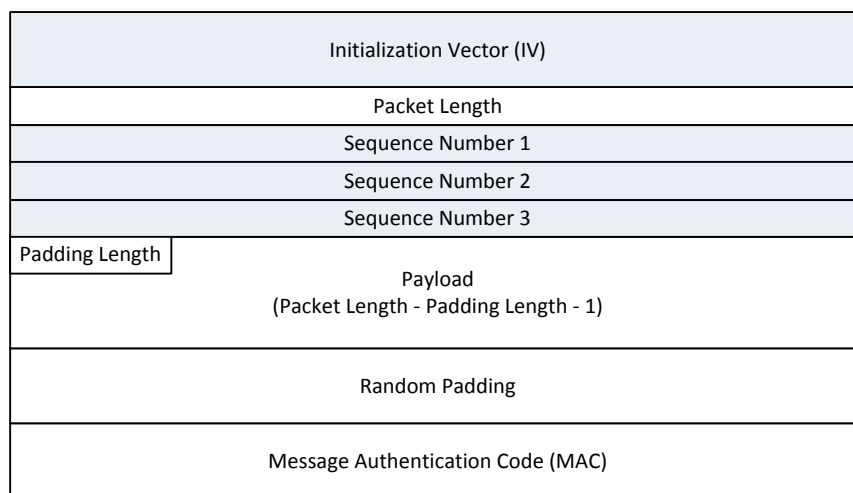 Initialization Vector (IV)
Packet Length
Sequence Number 1
Sequence Number 2
Sequence Number 3
Padding Length
Payload
(Packet Length - Padding Length - 1)
Random Padding
Message Authentication Code (MAC)